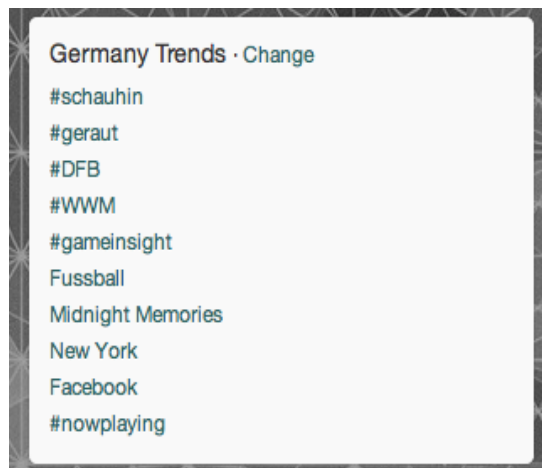 Germany Trends · Change
#schauhin
#geraut
#DFB
#WWM
#gameinsight
Fussball
Midnight Memories
New York
Facebook
#nowplaying